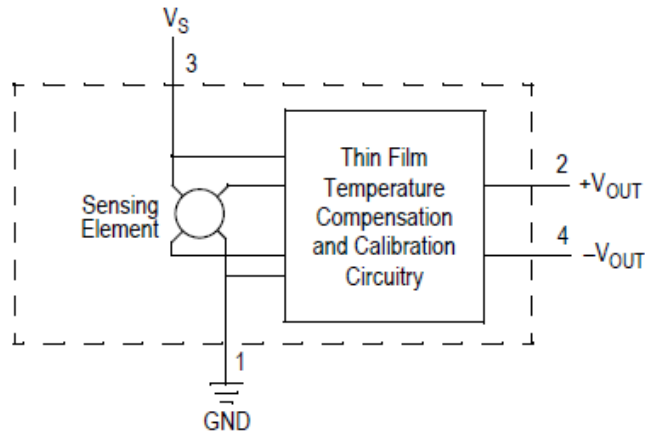 VS
3
Thin Film
Temperature
Compensation
and Calibration
Circuitry
Sensing
Element
2
+VOUT
4
–VOUT
1
GND